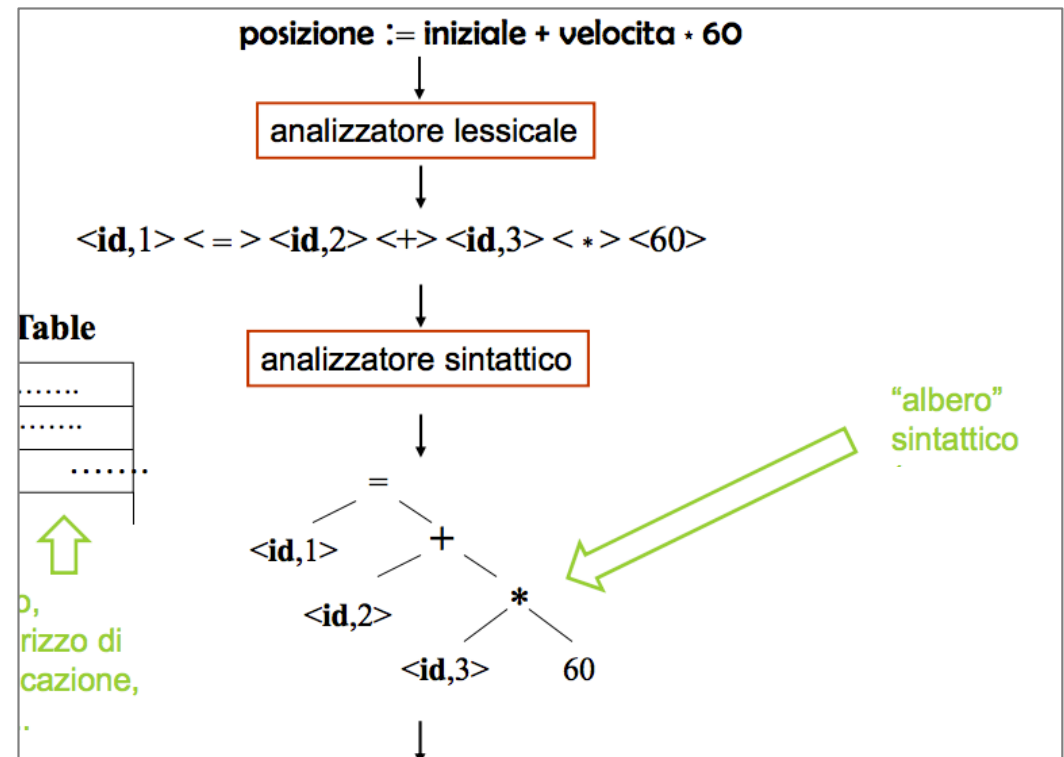 posizione := iniziale + velocita * 60
analizzatore lessicale
<id,1> < = > <id,2> <+> <id,3> < * > <60>
Table
…….
…….
…….
analizzatore sintattico
“albero”
sintattico
=
<id,1> +
<id,2> *
<id,3> 60
rizzo di
cazione,